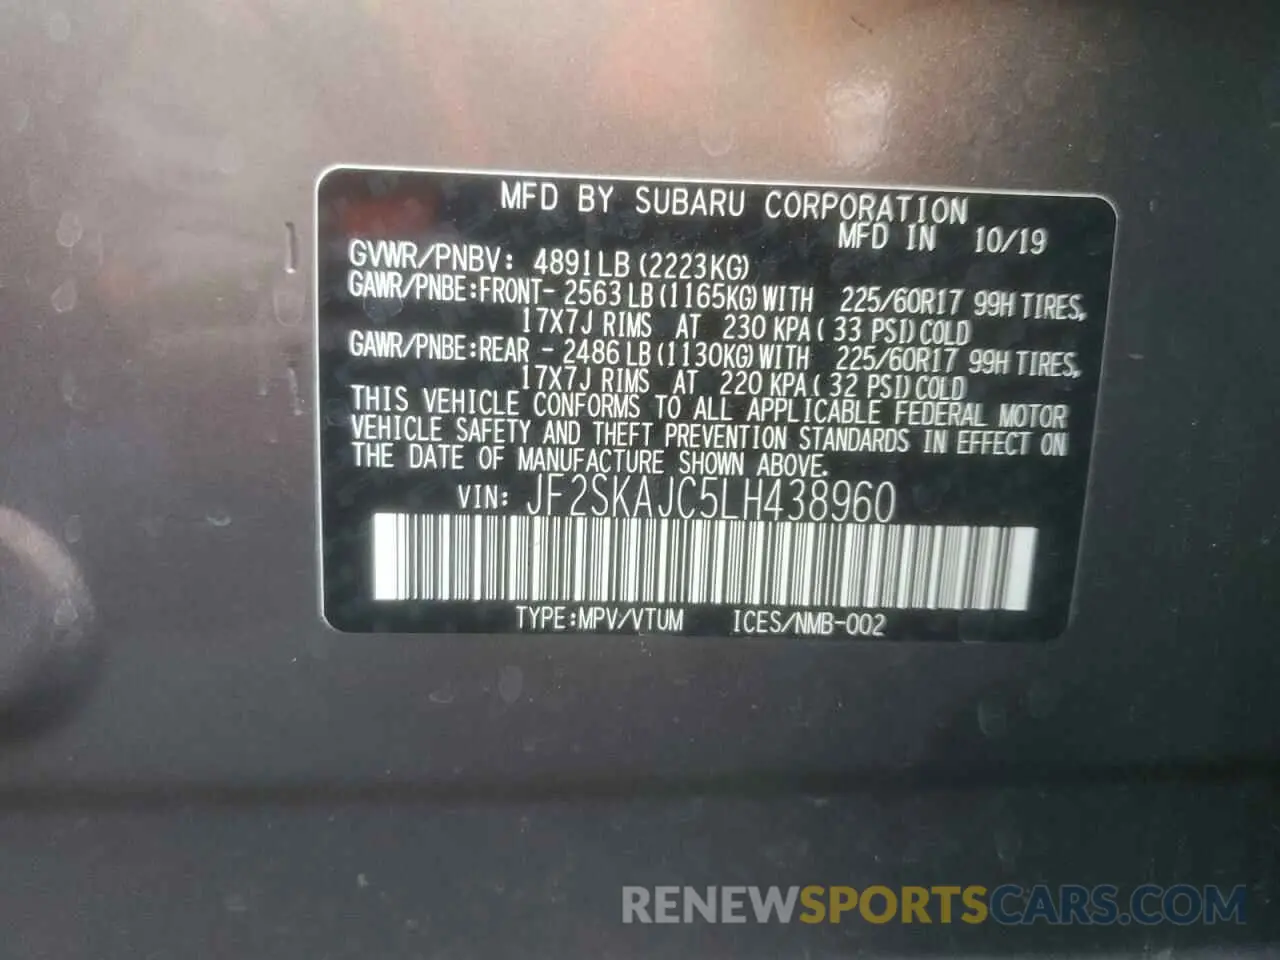 MFD BY SUBARU CORPORATION
MFD IN 10/19
GVWR/PNBV: 4891LB(2223KG)
GAWR/PNBE:FRONT- 2563LB(1165KG)WITH 225/60R17 99H TIRES,
17X7J RIMS AT 230 KPA( 33 PSI)COLD
GAWR/PNBE:REAR - 2486LB(1130KG)WITH 225/60R17 99H TIRES,
17X7J RIMS AT 220 KPA( 32 PSI)COLD
THIS VEHICLE CONFORMS TO ALL APPLICABLE FEDERAL MOTOR
VEHICLE SAFETY AND THEFT PREVENTION STANDARDS IN EFFECT ON
THE DATE OF MANUFACTURE SHOWN ABOVE.
VIN: JF2SKAJC5LH438960
TYPE:MPV/VTUM ICES/NMB-002
RENEWSPORTSCARS.COM